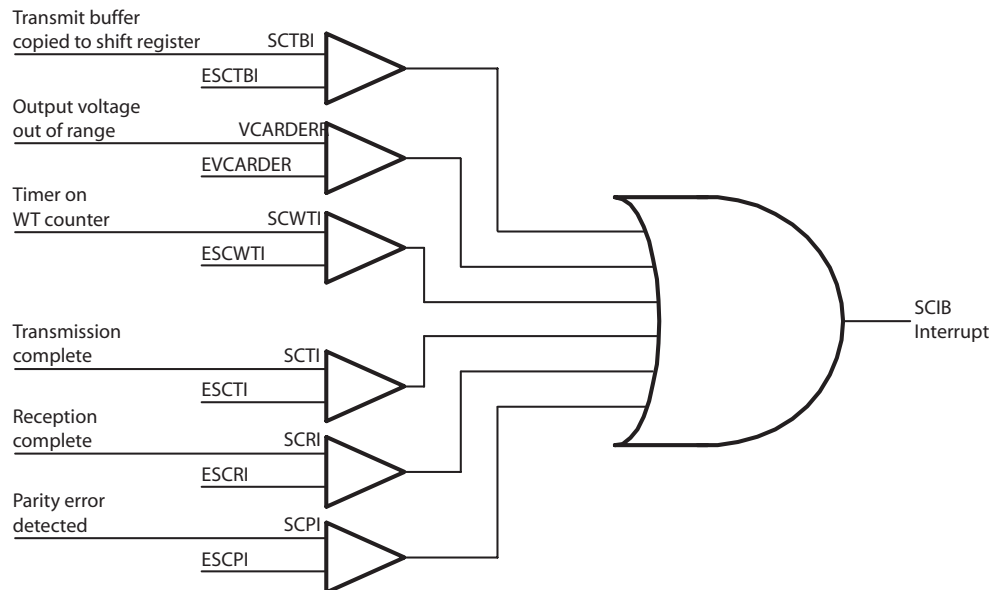 Transmit buffer
copied to shift register
SCTBI
ESCTBI
Output voltage
out of range
VCARDERR
EVCARDER
Timer on
WT counter
SCWTI
ESCWTI
Transmission
complete
SCTI
ESCTI
Reception
complete
SCRI
ESCRI
Parity error
detected
SCPI
ESCPI
SCIB
Interrupt